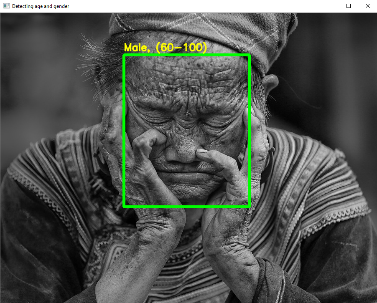 Detecting age and gender
Male, (60-100)